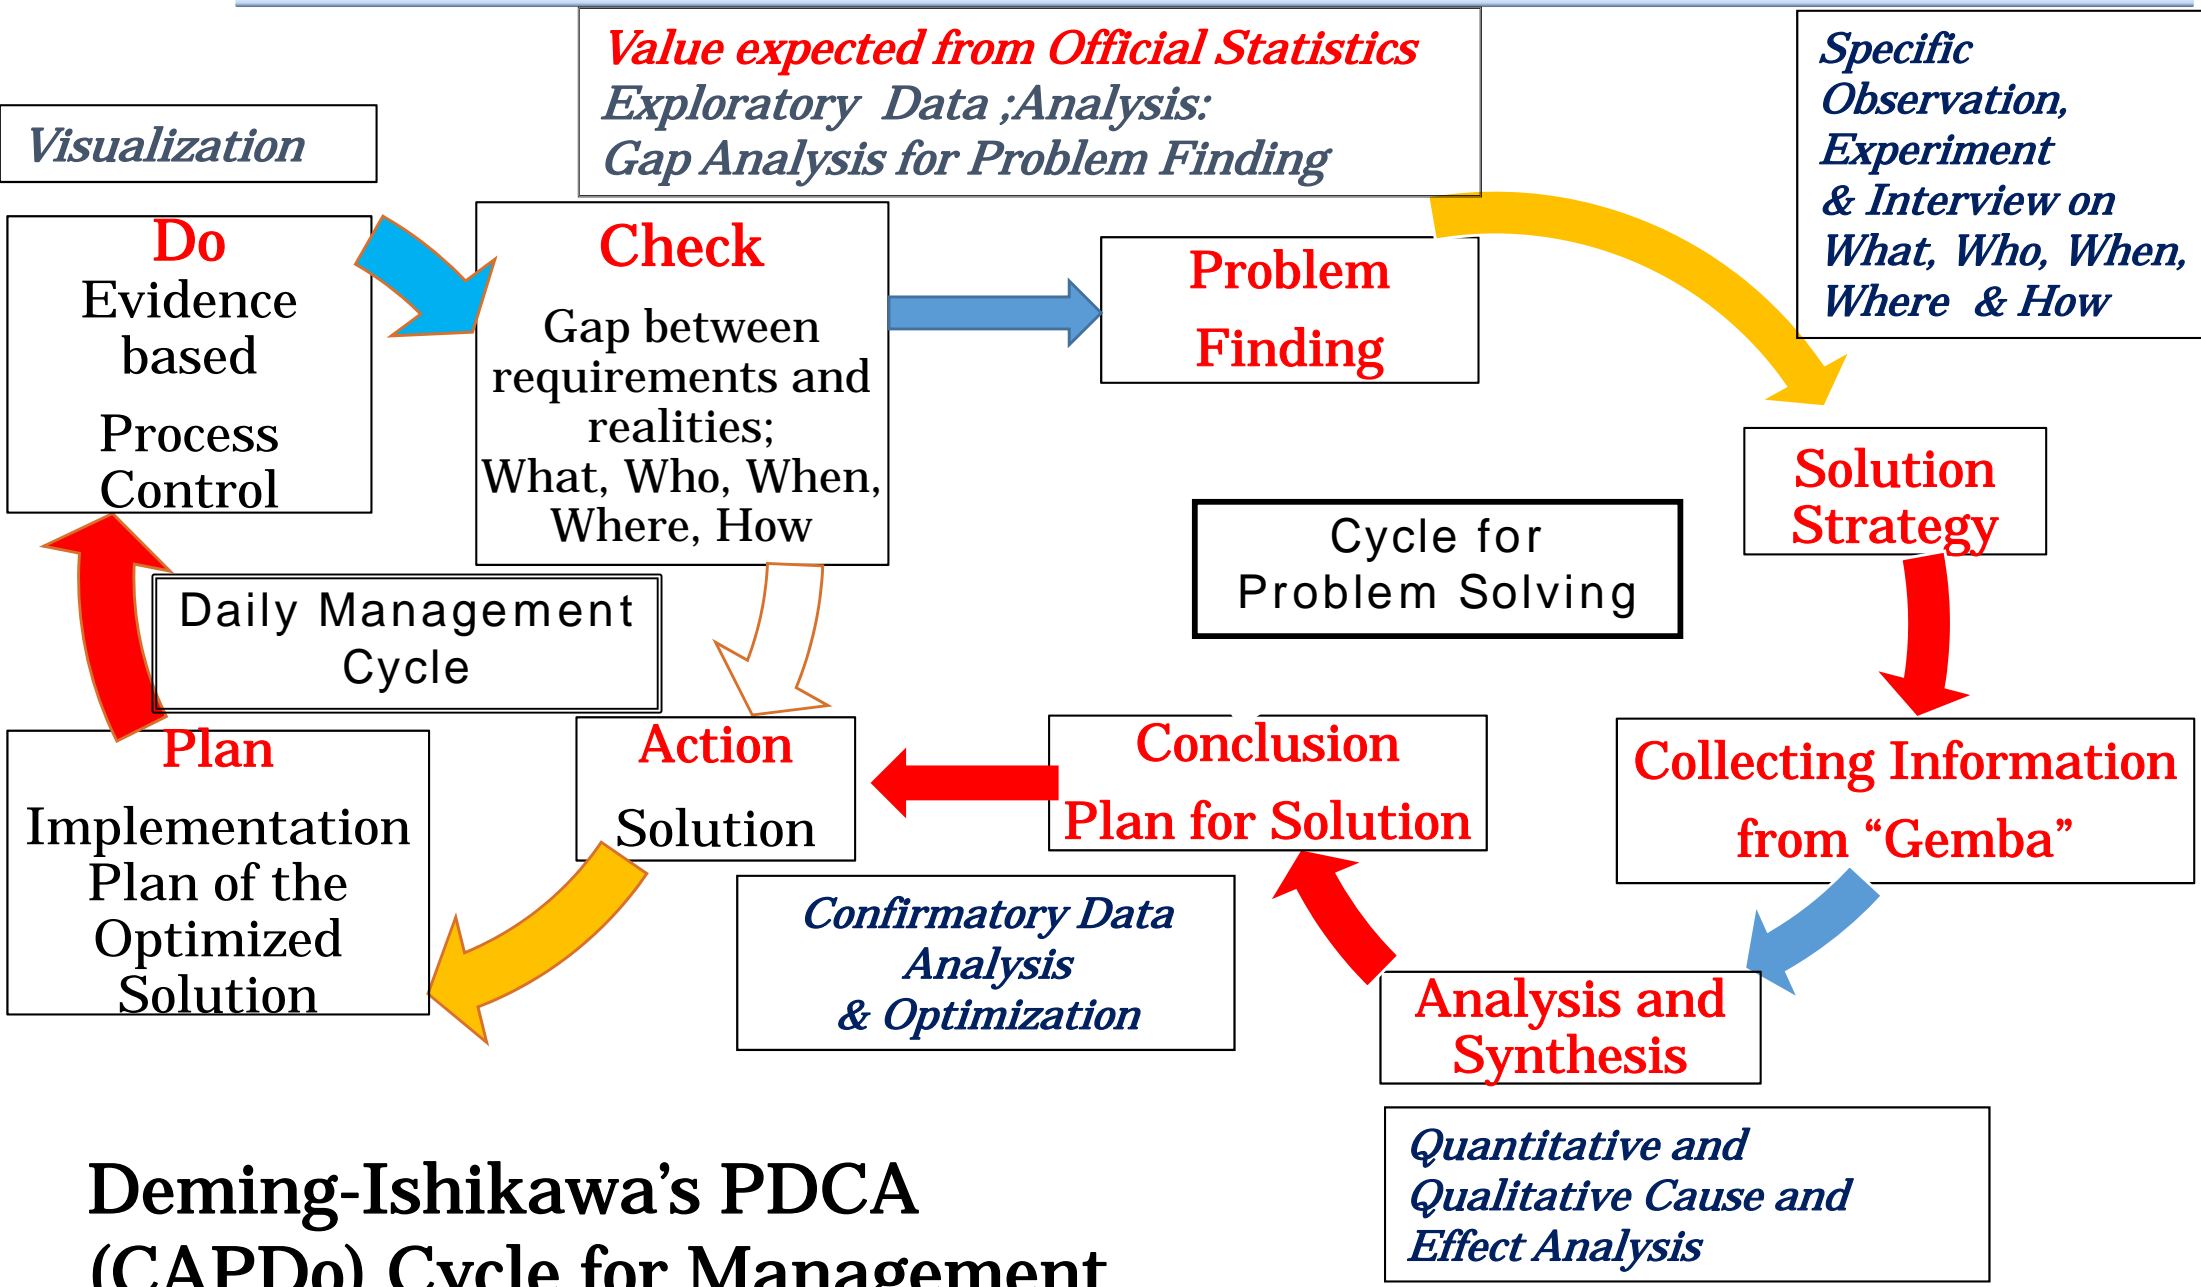 Value expected from Official Statistics
Exploratory Data ;Analysis:
Gap Analysis for Problem Finding
Specific
Observation,
Experiment
& Interview on
What, Who, When,
Where & How
Visualization
Do
Evidence
based
Process
Control
Check
Gap between
requirements and
realities;
What, Who, When,
Where, How
Problem
Finding
Solution
Strategy
Cycle for
Problem Solving
Daily Management
Cycle
Plan
Implementation
Plan of the
Optimized
Solution
Action
Solution
Conclusion
Plan for Solution
Collecting Information
from “Gemba”
Confirmatory Data
Analysis
& Optimization
Analysis and
Synthesis
Quantitative and
Qualitative Cause and
Effect Analysis
Deming-Ishikawa’s PDCA
(CAPDo) Cycle for Management